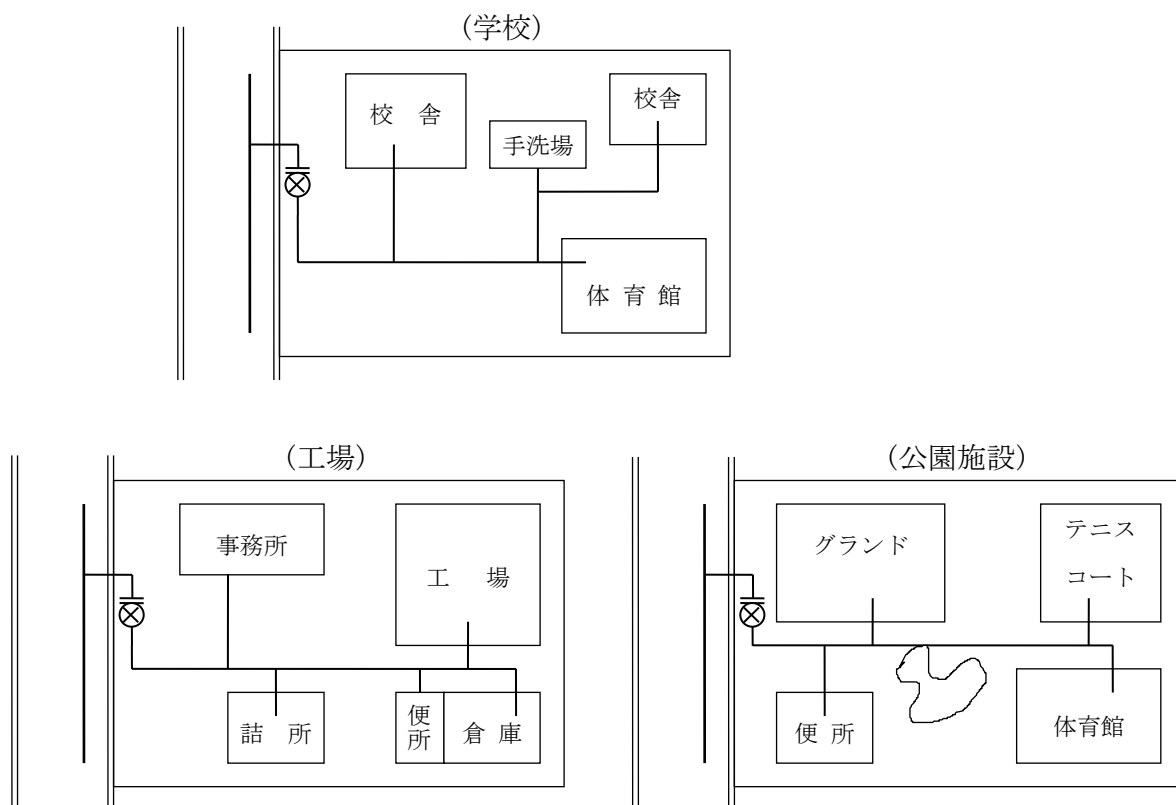 （学校）
校　舎
校舎
手洗場
体 育 館
（工場）
事務所
工　場
詰　所
便所
倉 庫
（公園施設）
グランド
テニス
コート
便 所
体育館